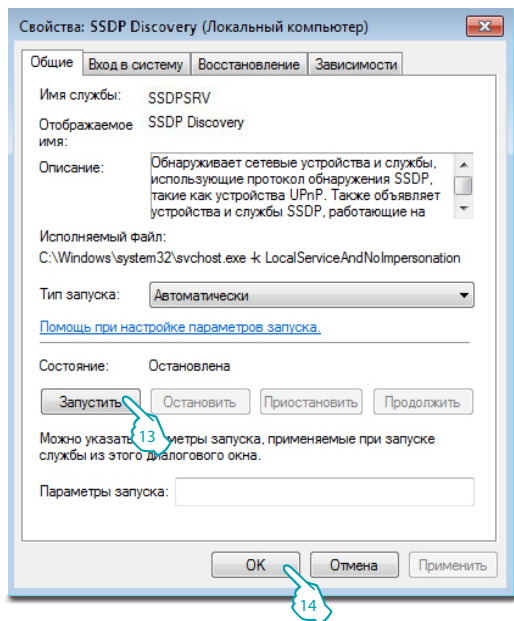 Свойства: SSDP Discovery (Локальный компьютер)
Общие Вход в систему Восстановление Зависимости
Имя службы: SSDPSRV
Отображаемое имя: SSDP Discovery
Описание: Обнаруживает сетевые устройства и службы,
использующие протокол обнаружения SSDP,
такие как устройства UPnP. Также объявляет
устройства и службы SSDP, работающие на
Исполняемый файл:
C:\Windows\system32\svchost.exe -k LocalServiceAndNoImpersonation
Тип запуска: Автоматически
Помощь при настройке параметров запуска.
Состояние: Остановлена
Запустить Остановить Приостановить Продолжить
13
Можно указать параметры запуска, применяемые при запуске
службы из этого диалогового окна.
Параметры запуска:
OK Отмена Применить
14